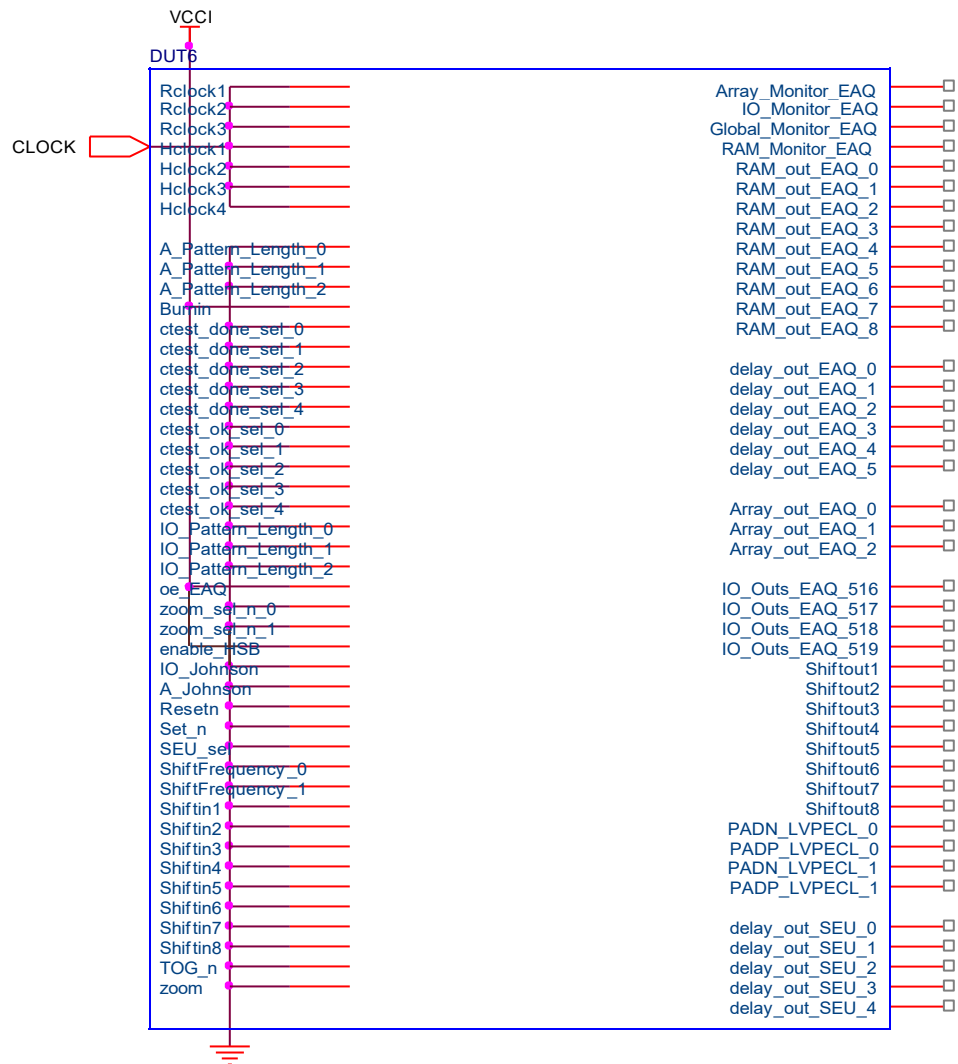 VCCI
DUT6
CLOCK
Rclock1
Rclock2
Rclock3
Hclock1
Hclock2
Hclock3
Hclock4
A_Pattern_Length_0
A_Pattern_Length_1
A_Pattern_Length_2
Burnin
ctest_done_sel_0
ctest_done_sel_1
ctest_done_sel_2
ctest_done_sel_3
ctest_done_sel_4
ctest_ok_sel_0
ctest_ok_sel_1
ctest_ok_sel_2
ctest_ok_sel_3
ctest_ok_sel_4
IO_Pattern_Length_0
IO_Pattern_Length_1
IO_Pattern_Length_2
oe_EAQ
zoom_sel_n_0
zoom_sel_n_1
enable_HSB
IO_Johnson
A_Johnson
Resetn
Set_n
SEU_sel
ShiftFrequency_0
ShiftFrequency_1
Shiftin1
Shiftin2
Shiftin3
Shiftin4
Shiftin5
Shiftin6
Shiftin7
Shiftin8
TOG_n
zoom
Array_Monitor_EAQ
IO_Monitor_EAQ
Global_Monitor_EAQ
RAM_Monitor_EAQ
RAM_out_EAQ_0
RAM_out_EAQ_1
RAM_out_EAQ_2
RAM_out_EAQ_3
RAM_out_EAQ_4
RAM_out_EAQ_5
RAM_out_EAQ_6
RAM_out_EAQ_7
RAM_out_EAQ_8
delay_out_EAQ_0
delay_out_EAQ_1
delay_out_EAQ_2
delay_out_EAQ_3
delay_out_EAQ_4
delay_out_EAQ_5
Array_out_EAQ_0
Array_out_EAQ_1
Array_out_EAQ_2
IO_Outs_EAQ_516
IO_Outs_EAQ_517
IO_Outs_EAQ_518
IO_Outs_EAQ_519
Shiftout1
Shiftout2
Shiftout3
Shiftout4
Shiftout5
Shiftout6
Shiftout7
Shiftout8
PADN_LVPECL_0
PADP_LVPECL_0
PADN_LVPECL_1
PADP_LVPECL_1
delay_out_SEU_0
delay_out_SEU_1
delay_out_SEU_2
delay_out_SEU_3
delay_out_SEU_4